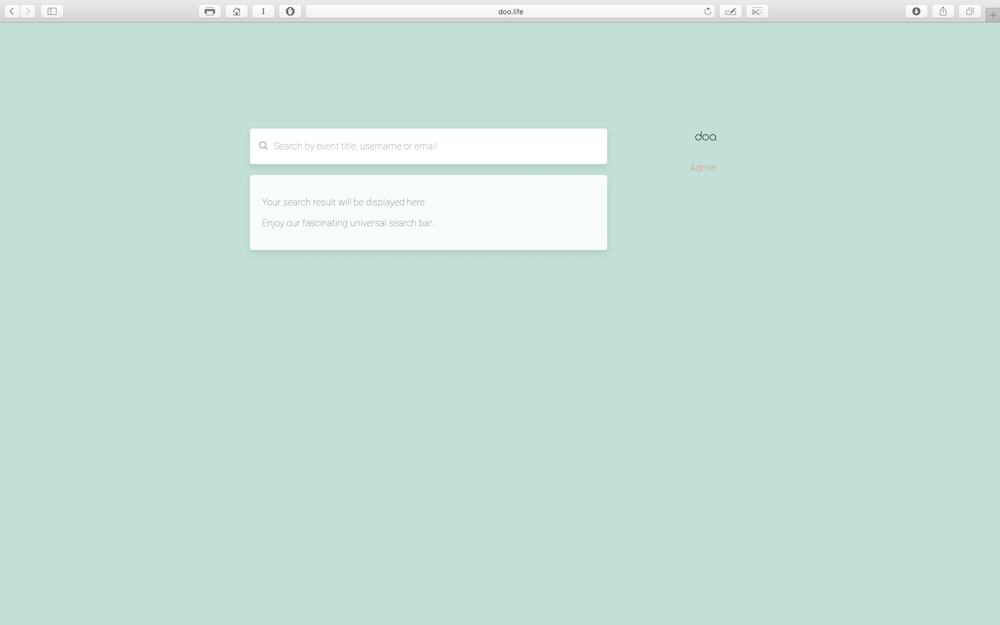 doo.life
Search by event title, username or email
doo.
Admin
Your search result will be displayed here.
Enjoy our fascinating universal search bar.